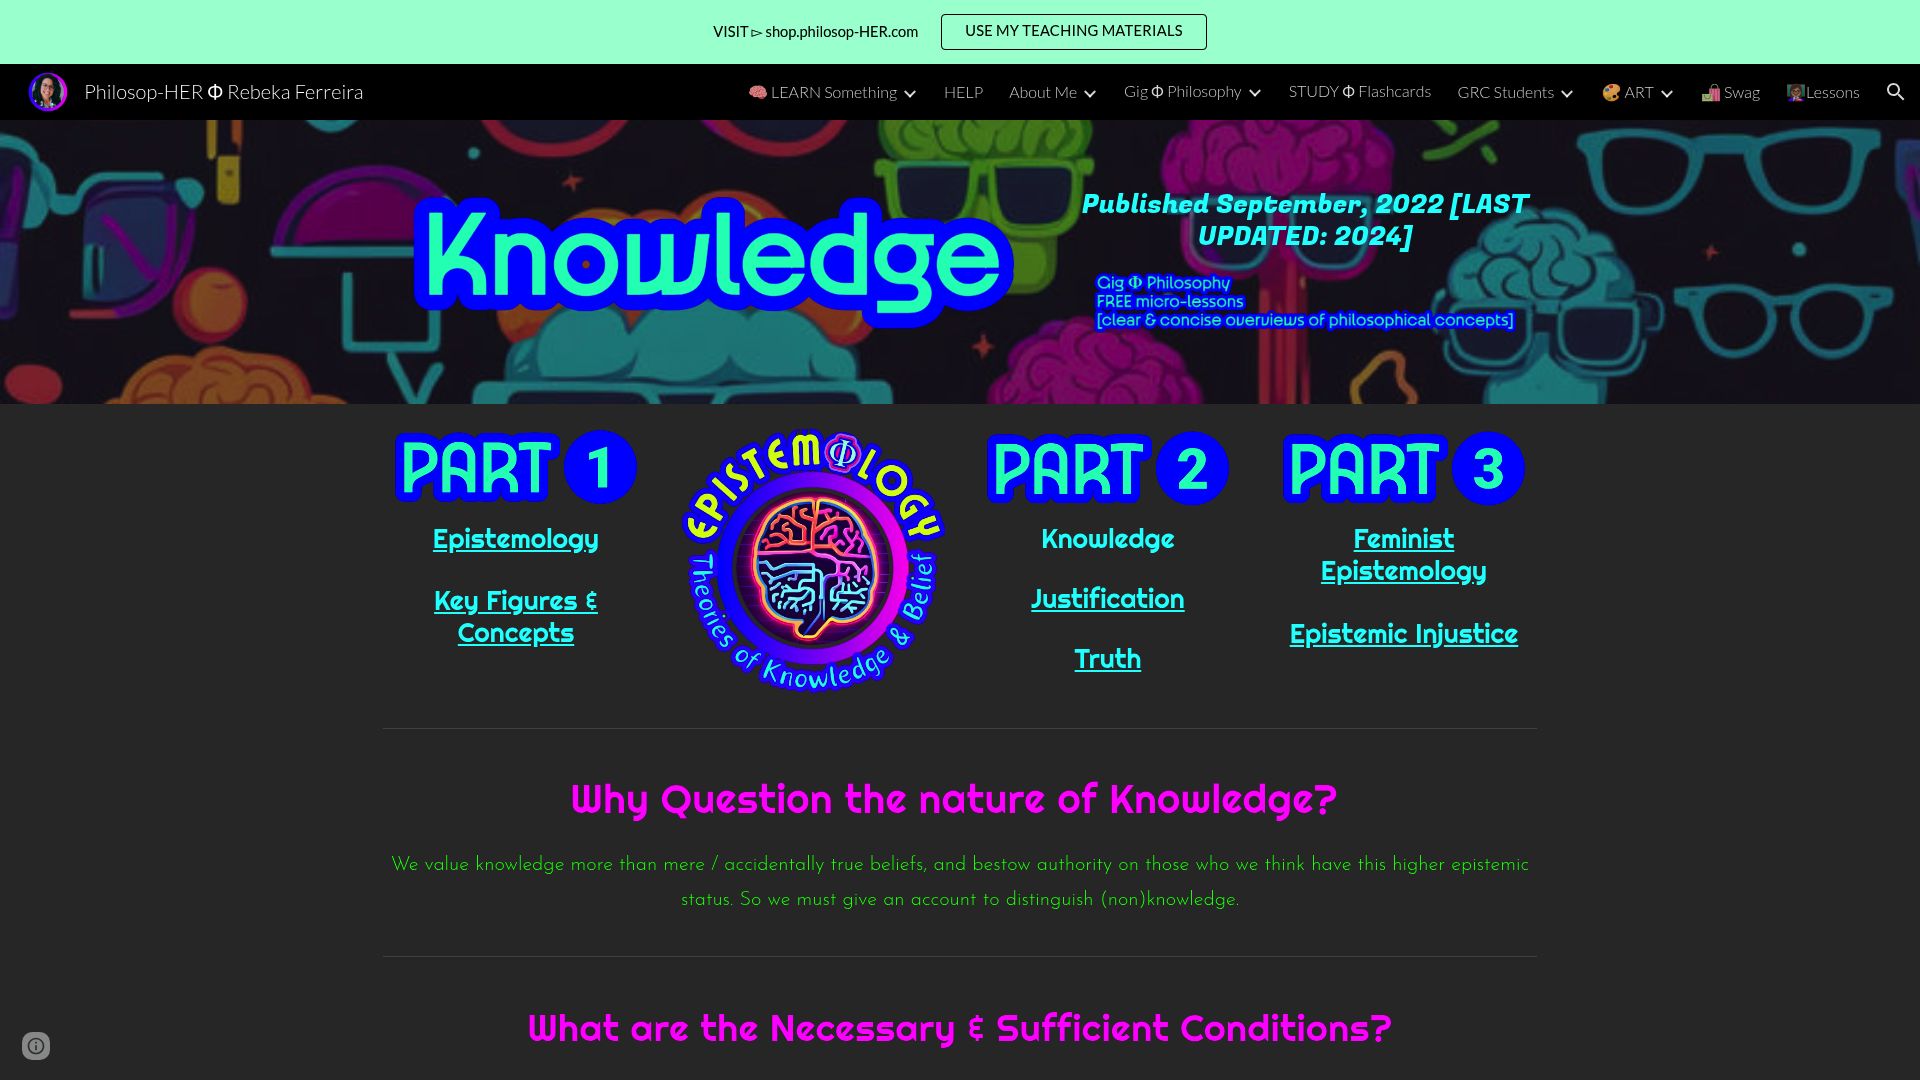 VISIT ▻ shop.philosop-HER.com
USE MY TEACHING MATERIALS
Philosop-HER Φ Rebeka Ferreira
🧠 LEARN Something
HELP
About Me
Gig Φ Philosophy
STUDY Φ Flashcards
GRC Students
🎨 ART
🛍️ Swag
👩🏽‍🏫Lessons
Knowledge
Published September, 2022 [LAST
UPDATED: 2024]
Gig Φ Philosophy
FREE micro-lessons
[clear & concise overviews of philosophical concepts]
PART 1
Epistemology
Key Figures &
Concepts
EPISTEMΦLOGY
Theories of Knowledge & Belief
PART 2
Knowledge
Justification
Truth
PART 3
Feminist
Epistemology
Epistemic Injustice
Why Question the nature of Knowledge?
We value knowledge more than mere / accidentally true beliefs, and bestow authority on those who we think have this higher epistemic
status. So we must give an account to distinguish (non)knowledge.
What are the Necessary & Sufficient Conditions?